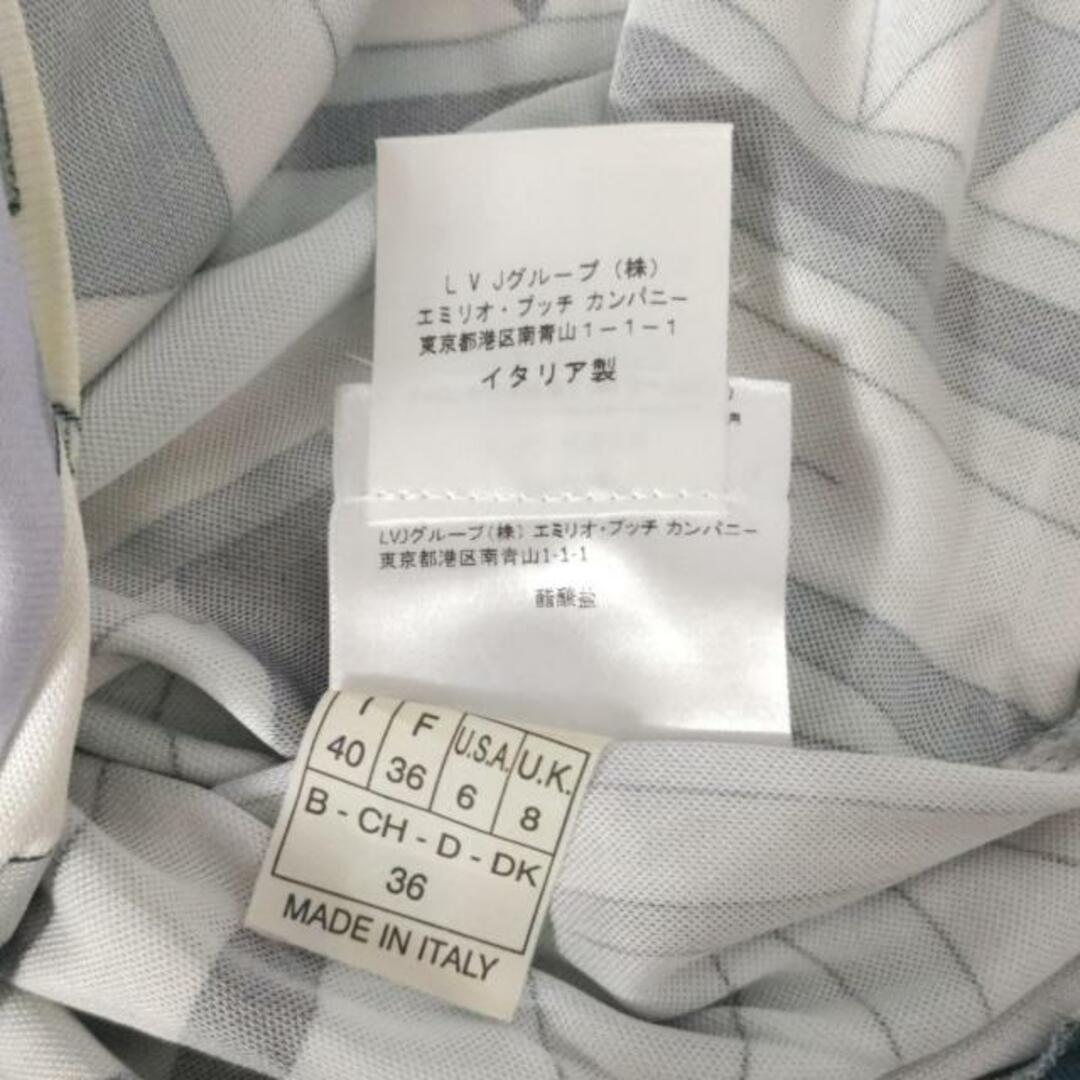 ＬＶＪグループ（株）
エミリオ・プッチ カンパニー
東京都港区南青山１－１－１
イタリア製
LVJグループ(株) エミリオ・プッチ カンパニー
東京都港区南青山1-1-1
酢酸塩
I F U.S.A. U.K.
40 36 6 8
B - CH - D - DK
36
MADE IN ITALY